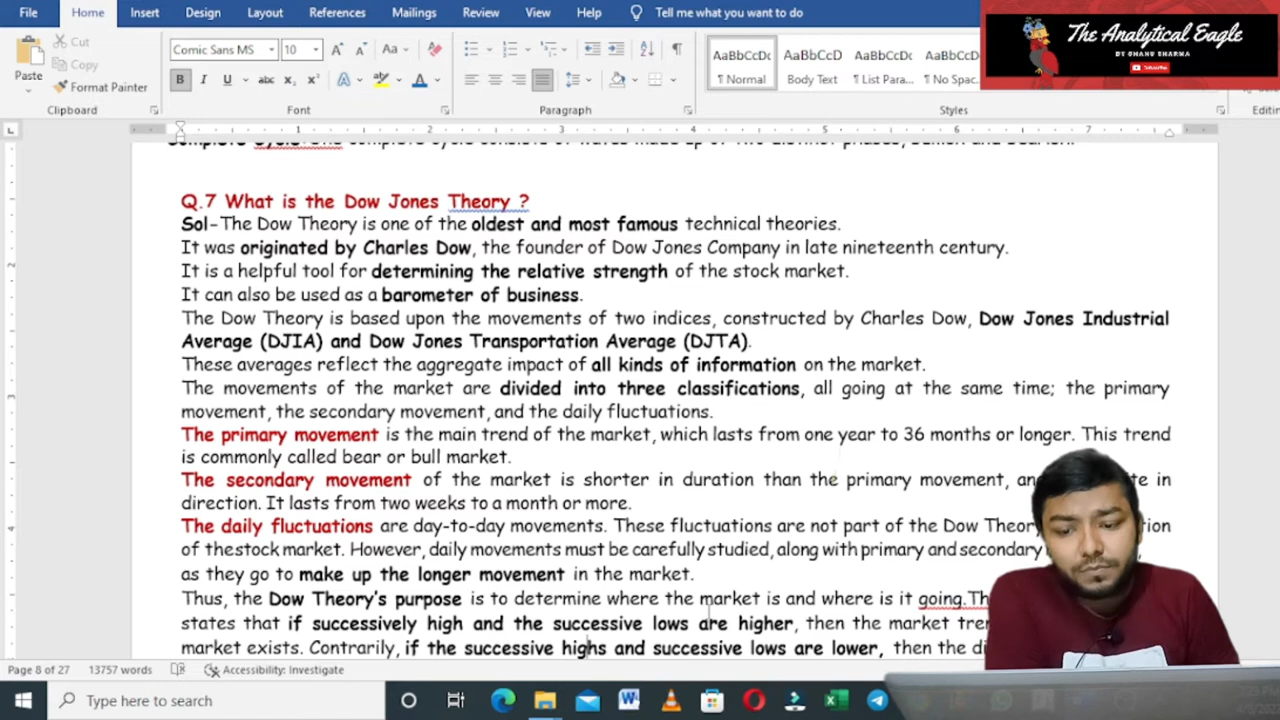 File Home Insert Design Layout References Mailings Review View Help Tell me what you want to do
The Analytical Eagle
Cut
Comic Sans MS 10
AaBbCcDc AaBbCcD AaBbCcDc AaBbCcDc
Copy
Paste
Format Painter
¶ Normal Body Text ¶ List Para... ¶ No Spac...
Clipboard Font Paragraph Styles Editin
1 2 3 4 5 6 7
Q.7 What is the Dow Jones Theory ?
Sol-The Dow Theory is one of the oldest and most famous technical theories.
It was originated by Charles Dow, the founder of Dow Jones Company in late nineteenth century.
It is a helpful tool for determining the relative strength of the stock market.
It can also be used as a barometer of business.
The Dow Theory is based upon the movements of two indices, constructed by Charles Dow, Dow Jones Industrial
Average (DJIA) and Dow Jones Transportation Average (DJTA).
These averages reflect the aggregate impact of all kinds of information on the market.
The movements of the market are divided into three classifications, all going at the same time; the primary
movement, the secondary movement, and the daily fluctuations.
The primary movement is the main trend of the market, which lasts from one year to 36 months or longer. This trend
is commonly called bear or bull market.
The secondary movement of the market is shorter in duration than the primary movement, in
direction. It lasts from two weeks to a month or more.
The daily fluctuations are day-to-day movements. These fluctuations are not part of the Dow
of thestock market. However, daily movements must be carefully studied, along with primary and secondary
as they go to make up the longer movement in the market.
Thus, the Dow Theory's purpose is to determine where the market is and where is it going.
states that if successively high and the successive lows are higher, then the market
market exists. Contrarily, if the successive highs and successive lows are lower, then the
Page 8 of 27 13757 words Accessibility: Investigate
Type here to search